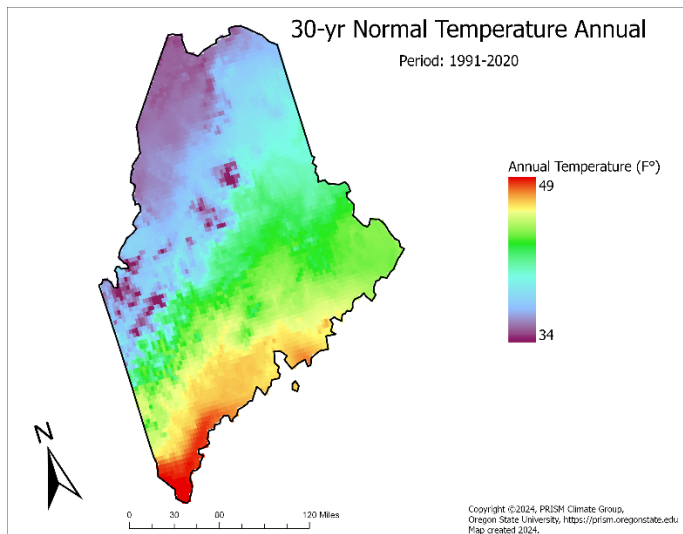 30-yr Normal Temperature Annual
Period: 1991-2020
Annual Temperature (F°)
49
34
N
0 30 60 120 Miles
Copyright ©2024, PRISM Climate Group,
Oregon State University, https://prism.oregonstate.edu
Map created 2024.